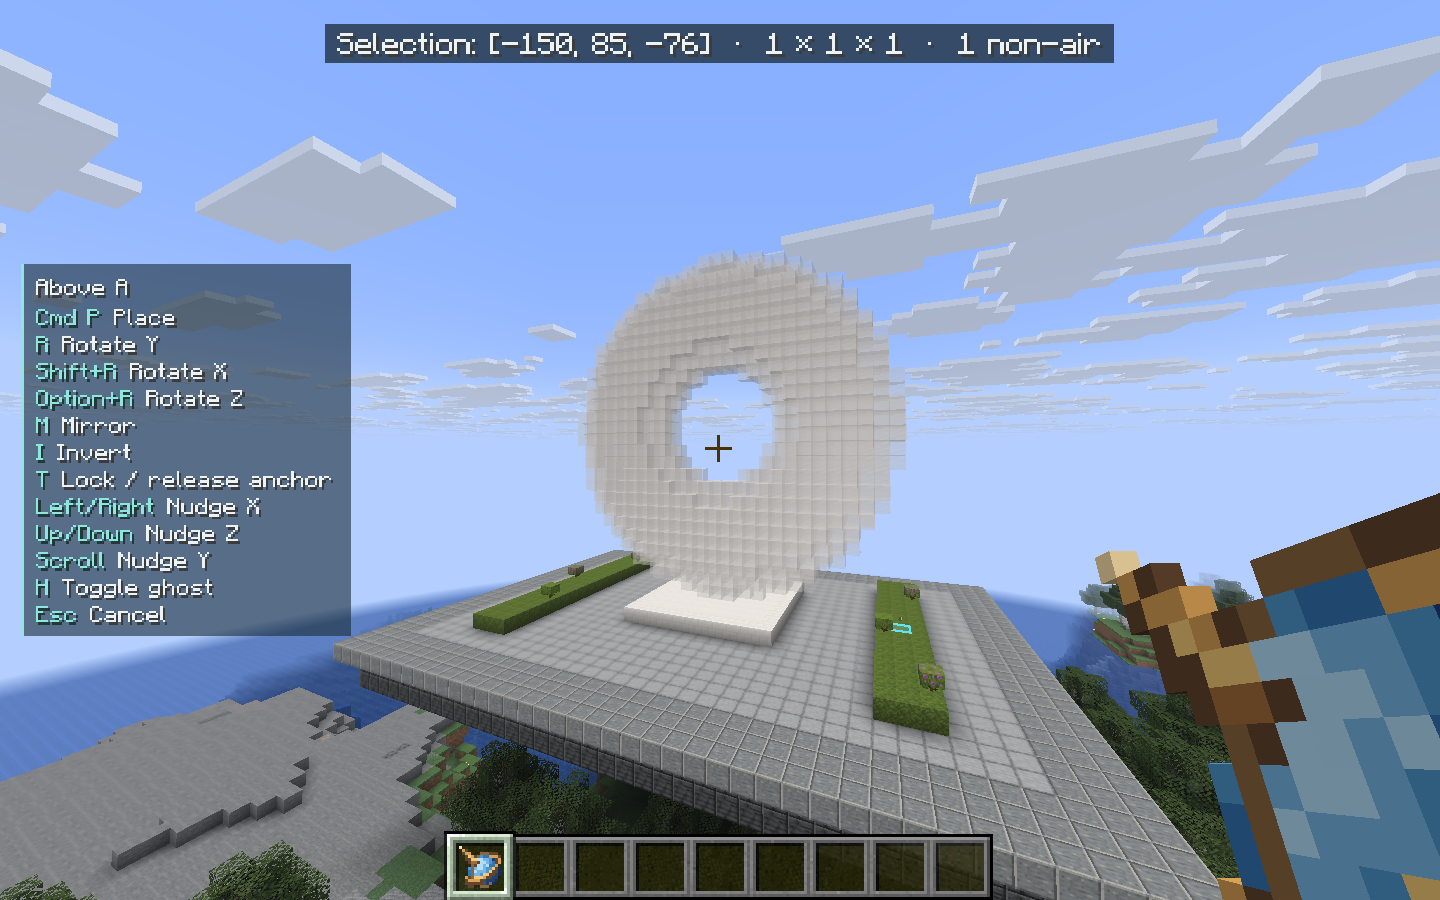 Selection: [-150, 85, -76] · 1 × 1 × 1 · 1 non-air
Above A
Cmd P Place
R Rotate Y
Shift+R Rotate X
Option+R Rotate Z
M Mirror
I Invert
T Lock / release anchor
Left/Right Nudge X
Up/Down Nudge Z
Scroll Nudge Y
H Toggle ghost
Esc Cancel